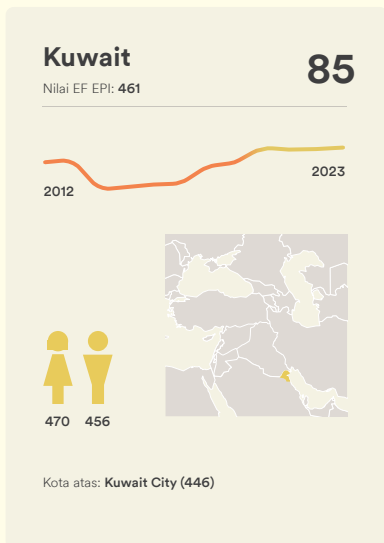 Kuwait
85
Nilai EF EPI: 461
2023
2012
470 456
Kota atas: Kuwait City (446)